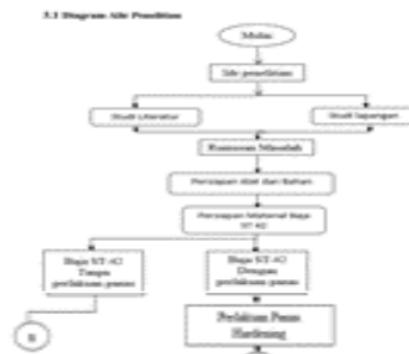 3.1 Diagram Alir Penelitian
Mulai
Ide penelitian
Studi Literatur
Studi lapangan
Rumusan Masalah
Persiapan Alat dan Bahan
Persiapan Material Baja
ST 42
Baja ST-42
Tanpa
perlakuan panas
Baja ST-42
Dengan
perlakuan panas
Perlakuan Panas
Hardening